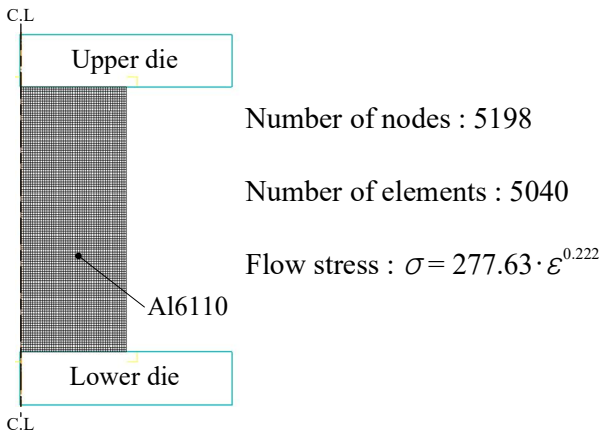 C.L
Upper die
Number of nodes : 5198
Number of elements : 5040
Flow stress : σ = 277.63 · ε^0.222
Al6110
Lower die
C.L